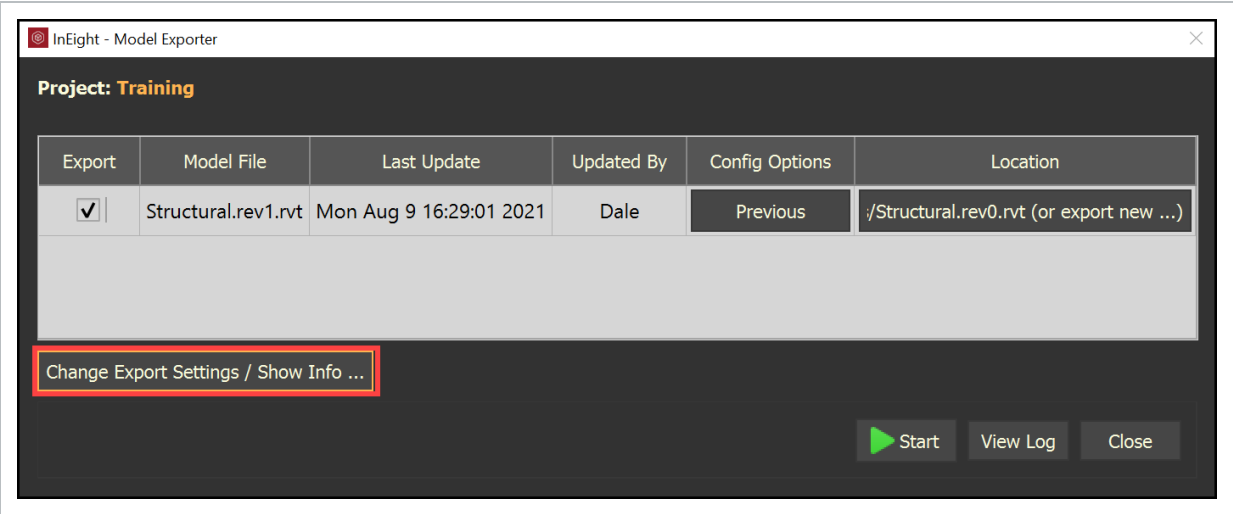 InEight - Model Exporter
Project: Training
Export Model File Last Update Updated By Config Options Location
Structural.rev1.rvt Mon Aug 9 16:29:01 2021 Dale Previous :/Structural.rev0.rvt (or export new ...)
Change Export Settings / Show Info ...
Start View Log Close